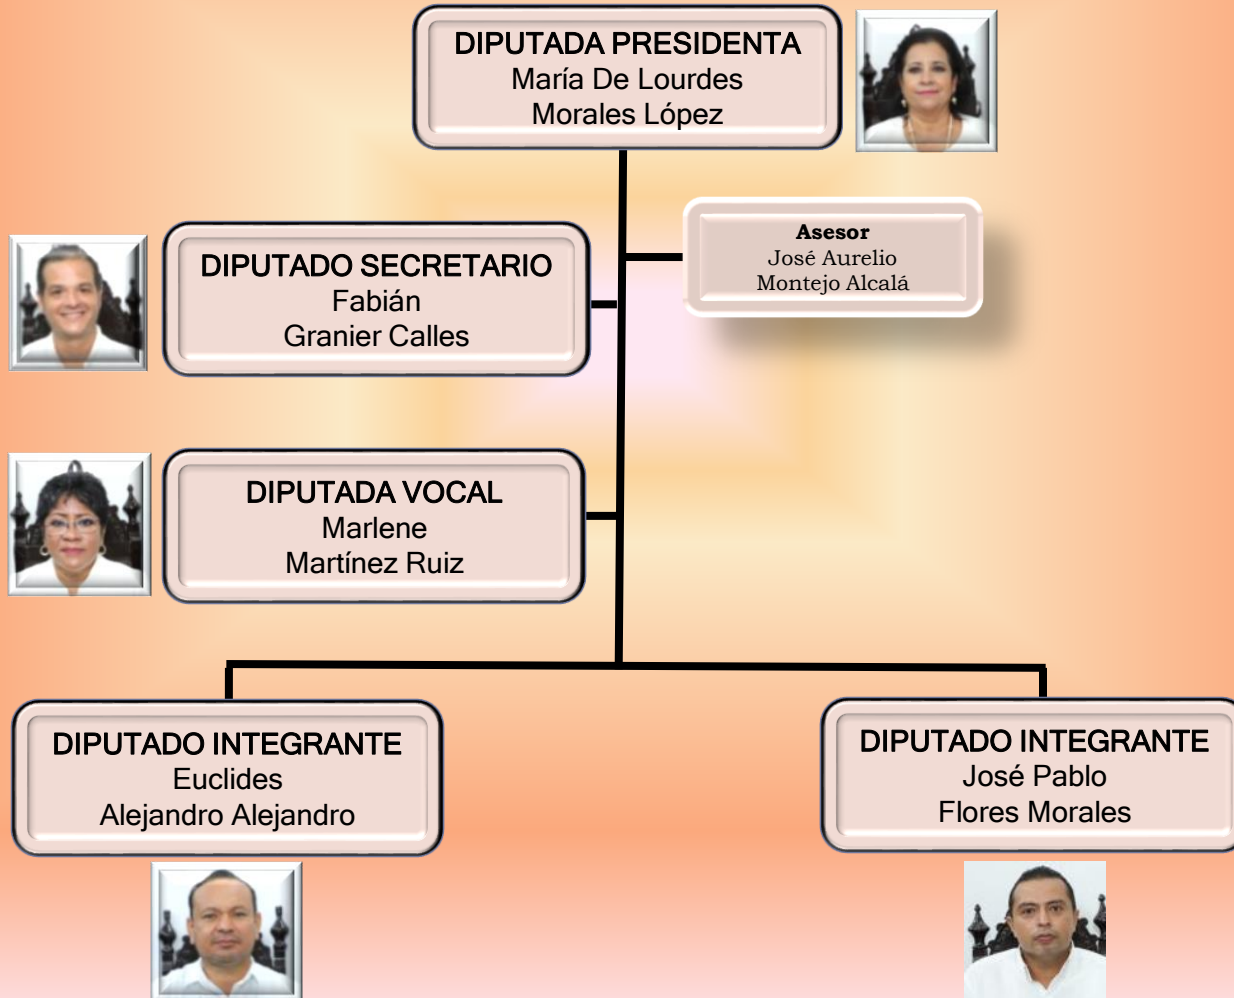 DIPUTADA PRESIDENTA
María De Lourdes
Morales López
Asesor
José Aurelio
Montejo Alcalá
DIPUTADO SECRETARIO
Fabián
Granier Calles
DIPUTADA VOCAL
Marlene
Martínez Ruiz
DIPUTADO INTEGRANTE
Euclides
Alejandro Alejandro
DIPUTADO INTEGRANTE
José Pablo
Flores Morales